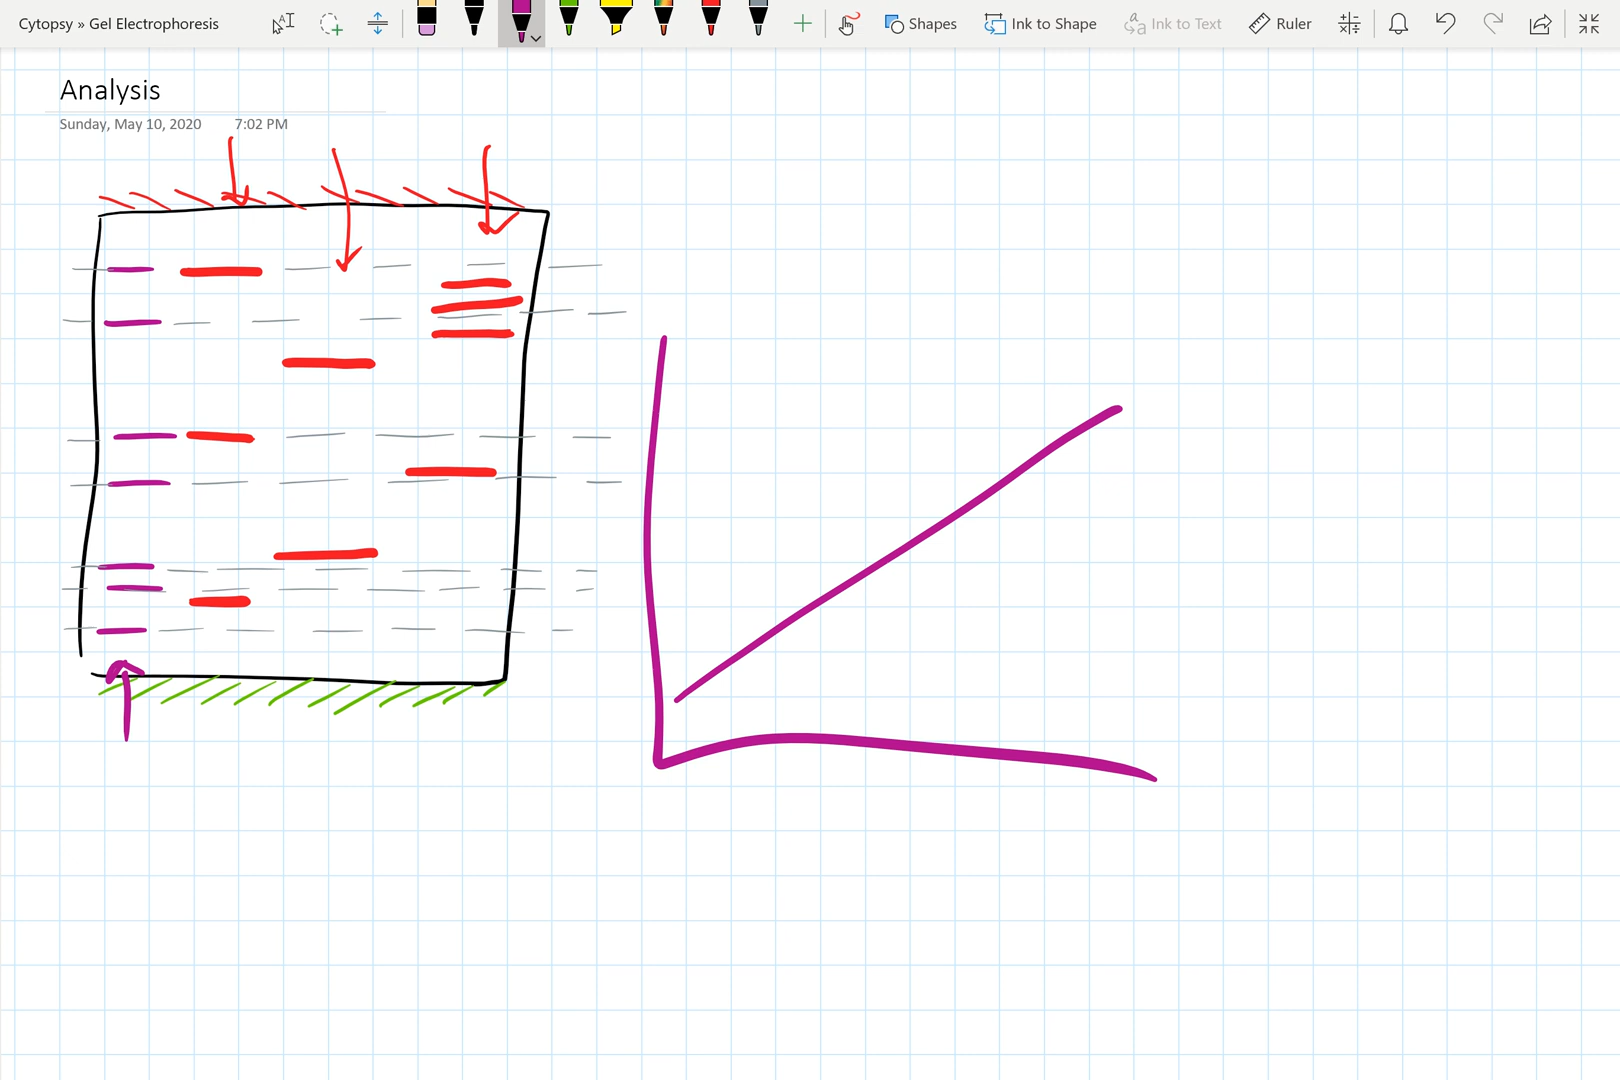 Cytopsy » Gel Electrophoresis
Shapes
Ink to Shape
Ink to Text
Ruler
Analysis
Sunday, May 10, 2020 7:02 PM